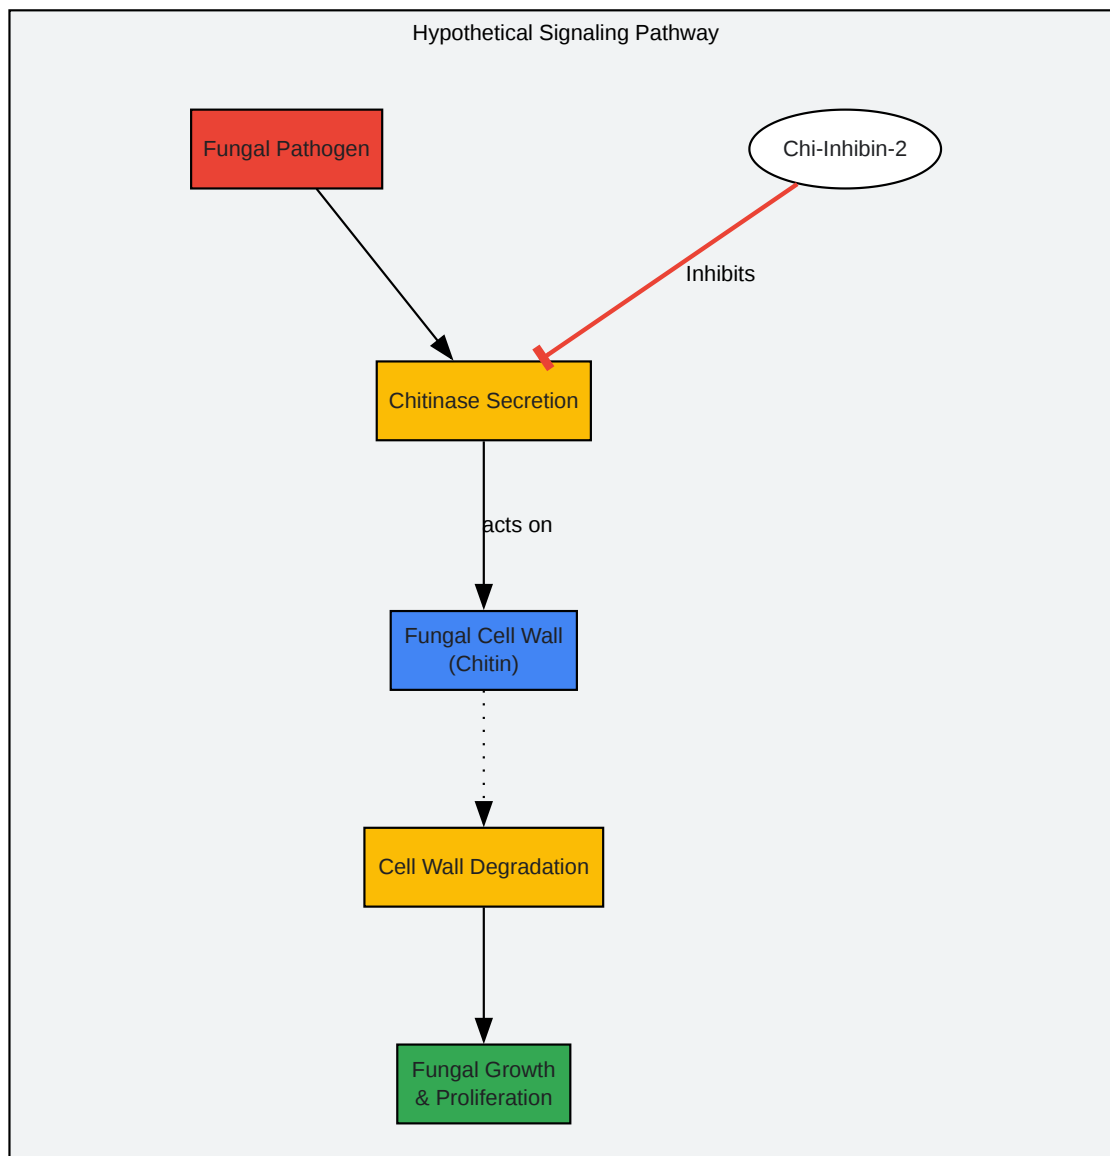 Hypothetical Signaling Pathway
Fungal Pathogen
Chi-Inhibin-2
Inhibits
Chitinase Secretion
acts on
Fungal Cell Wall
(Chitin)
Cell Wall Degradation
Fungal Growth
& Proliferation